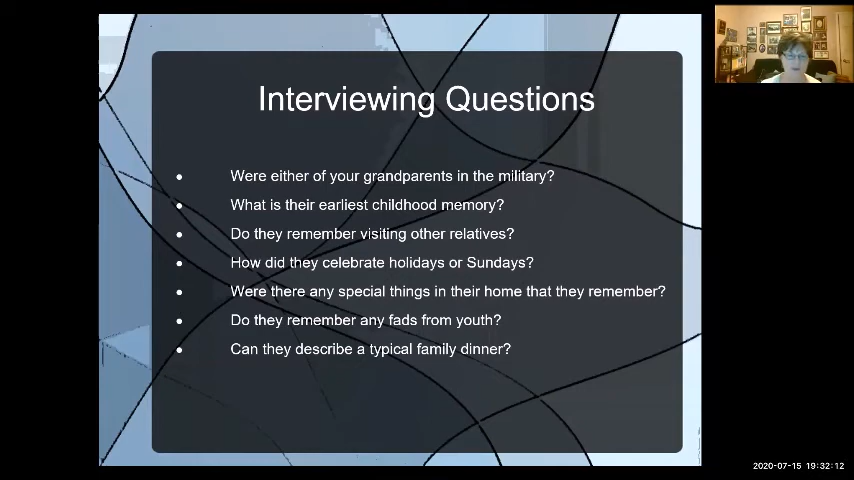 Interviewing Questions
• Were either of your grandparents in the military?
• What is their earliest childhood memory?
• Do they remember visiting other relatives?
• How did they celebrate holidays or Sundays?
• Were there any special things in their home that they remember?
• Do they remember any fads from youth?
• Can they describe a typical family dinner?
2020-07-15 19:32:12